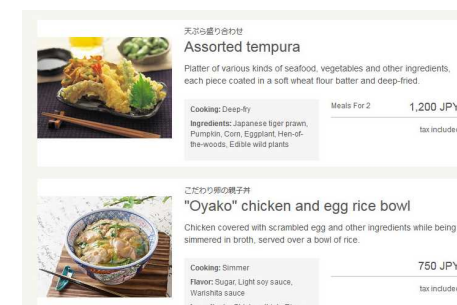 天ぷら盛り合わせ
Assorted tempura
Platter of various kinds of seafood, vegetables and other ingredients,
each piece coated in a soft wheat flour batter and deep-fried.
Cooking: Deep-fry
Ingredients: Japanese tiger prawn,
Pumpkin, Corn, Eggplant, Hen-of-
the-woods, Edible wild plants
Meals For 2
1,200 JPY
tax included
こだわり卵の親子丼
"Oyako" chicken and egg rice bowl
Chicken covered with scrambled egg and other ingredients while being
simmered in broth, served over a bowl of rice.
Cooking: Simmer
Flavor: Sugar, Light soy sauce,
Warishita sauce
750 JPY
tax included